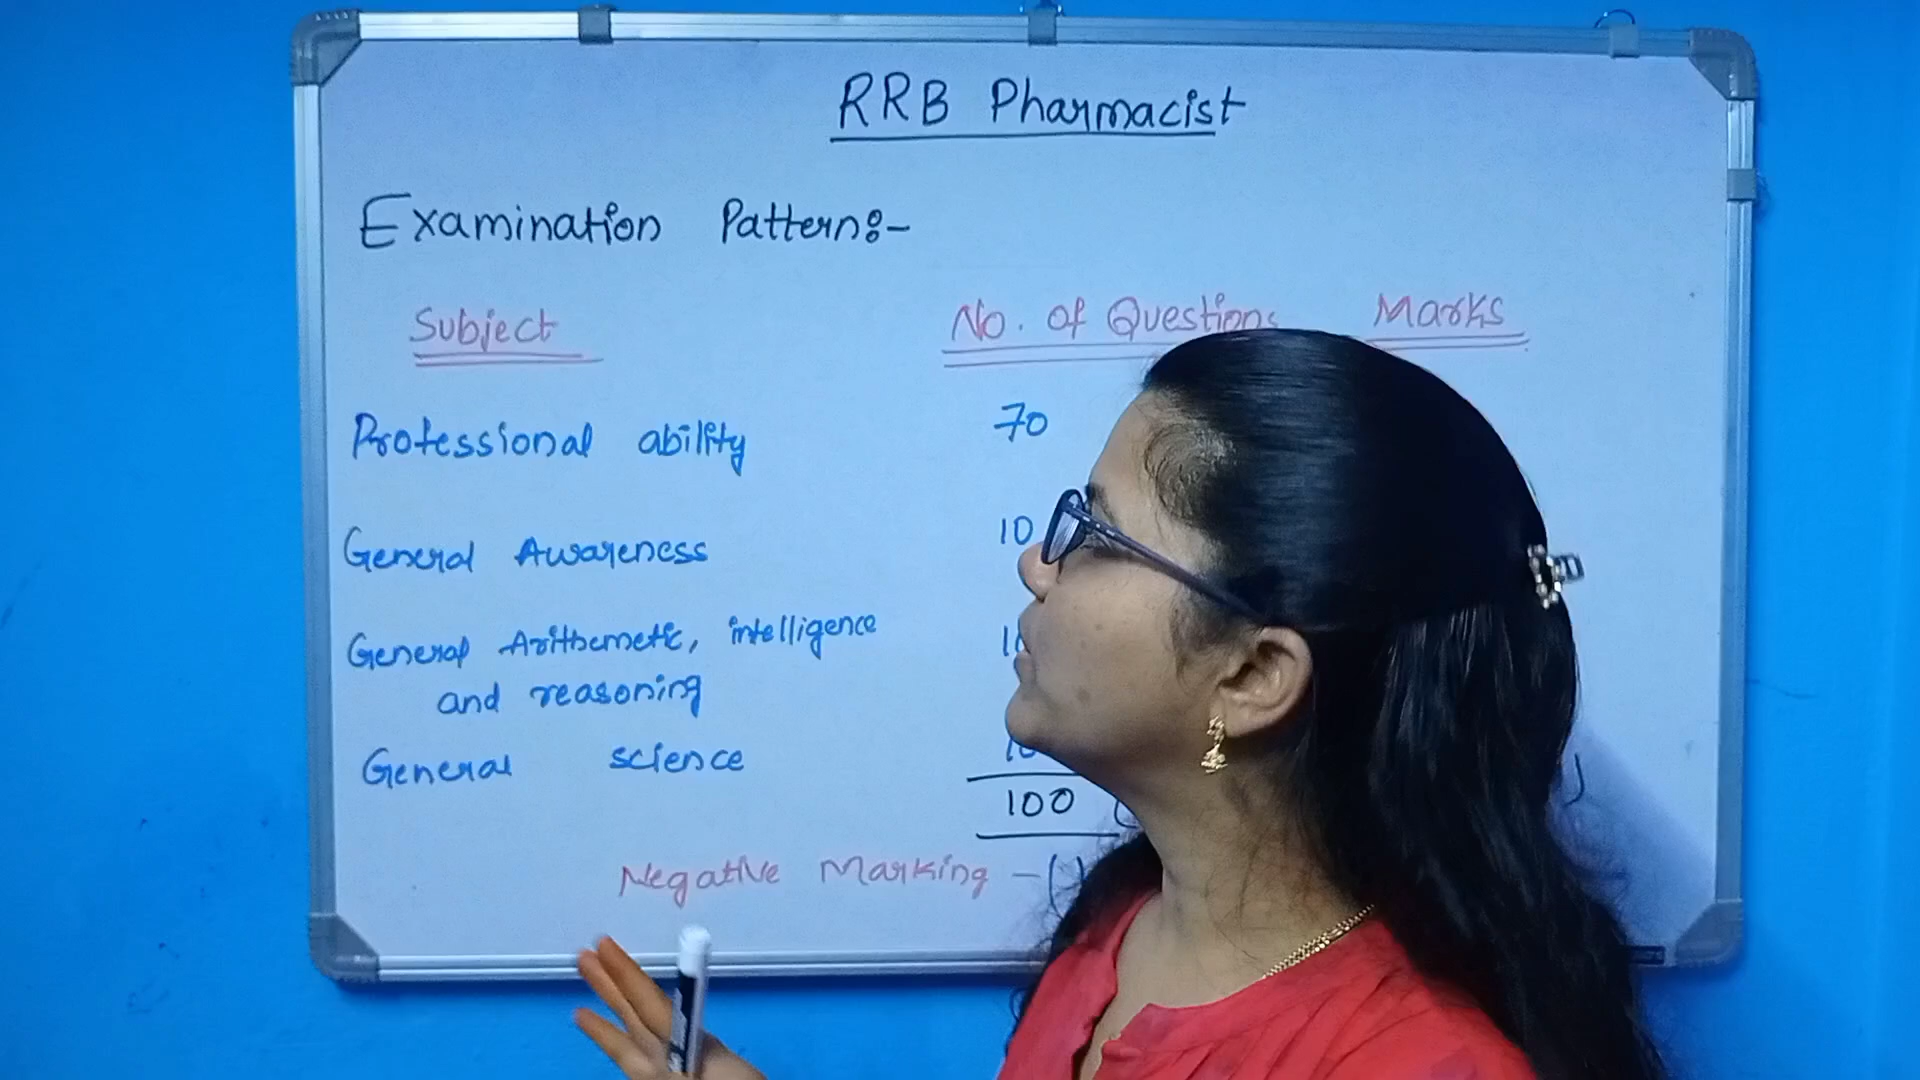 RRB Pharmacist
Examination Pattern:-
Subject No. of Questions Marks
Professional ability 70
General Awareness 10
General Arithemetic, intelligence
and reasoning
General science
100
Negative Marking -